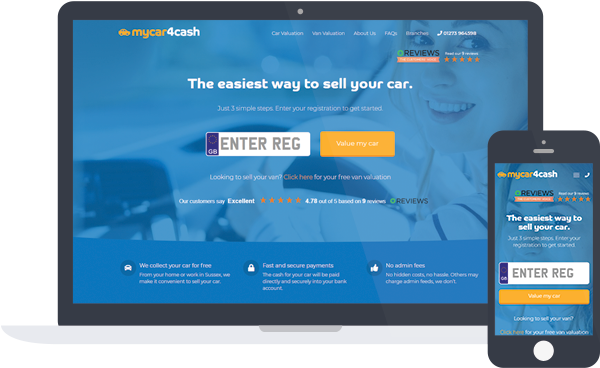 mycar4cash
Car Valuation Van Valuation About Us FAQs Branches 01273 964398
REVIEWS Read our 9 reviews
The easiest way to sell your car.
Just 3 simple steps. Enter your registration to get started.
GB ENTER REG Value my car
Looking to sell your van? Click here for your free van valuation
Our customers say Excellent 4.78 out of 5 based on 9 reviews REVIEWS
We collect your car for free
From your home or work in Sussex, we
make it convenient to sell your car.
Fast and secure payments
The cash for your car will be paid
directly and securely into your bank
account.
No admin fees
No hidden costs, no hassle. Others may
charge admin fees, we don't.
mycar4cash
REVIEWS Read our 9 reviews
The easiest way to
sell your car.
Just 3 simple steps. Enter your
registration to get started.
GB ENTER REG
Value my car
Looking to sell your van?
Click here for your free van valuation